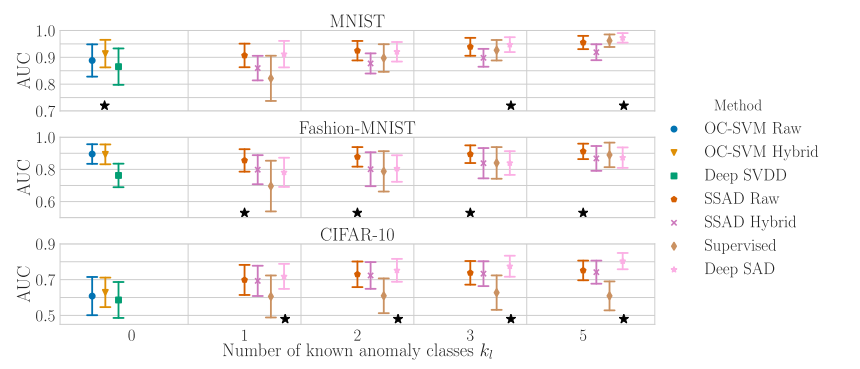 MNIST
1.0
0.9
0.8
0.7
AUC
Fashion-MNIST
1.0
0.8
0.6
AUC
CIFAR-10
0.9
0.7
0.5
AUC
0 1 2 3 5
Number of known anomaly classes kₗ
Method
OC-SVM Raw
OC-SVM Hybrid
Deep SVDD
SSAD Raw
SSAD Hybrid
Supervised
Deep SAD